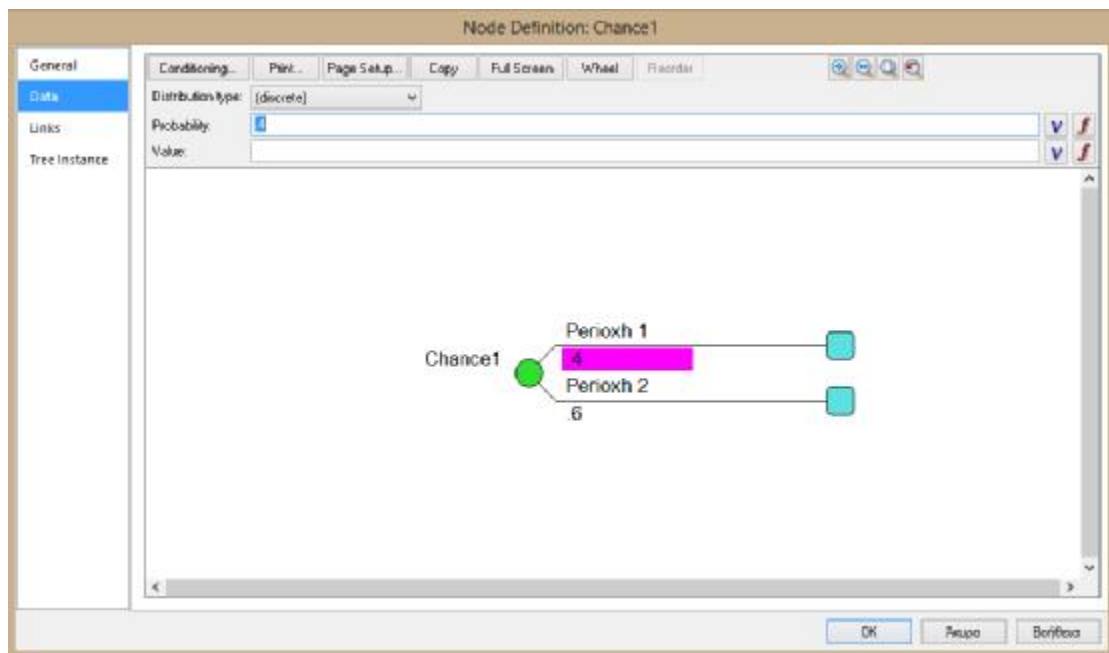 Node Definition: Chance1
General
Data
Links
Tree Instance
Conditioning... Print... Page Setup... Copy Full Screen Wheel Reorder
Distribution type: [discrete]
Probability: .4
Value:
V f
V f
Perioxh 1
Chance1
.4
Perioxh 2
.6
OK Άκυρο Βοήθεια